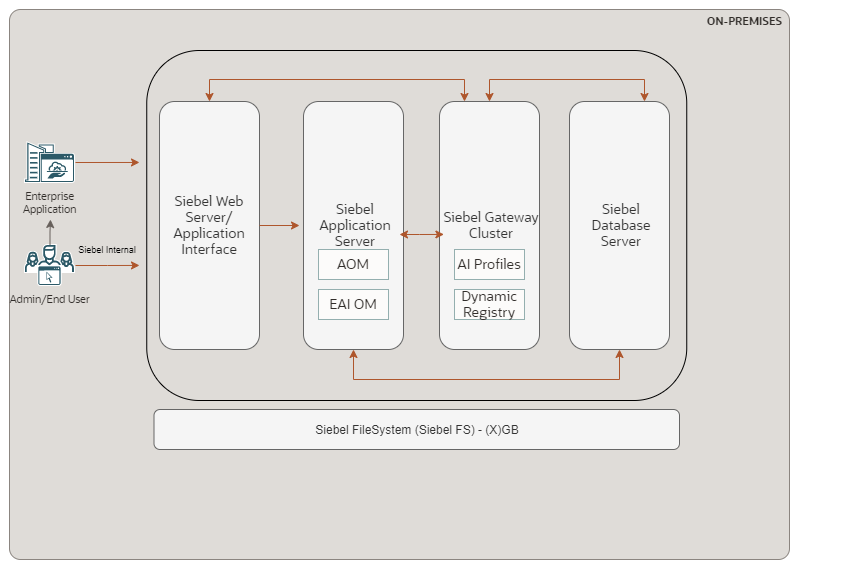 ON-PREMISES
Enterprise
Application
Siebel Internal
Admin/End User
Siebel Web
Server/
Application
Interface
Siebel
Application
Server
AOM
EAI OM
Siebel Gateway
Cluster
AI Profiles
Dynamic
Registry
Siebel
Database
Server
Siebel FileSystem (Siebel FS) - (X)GB